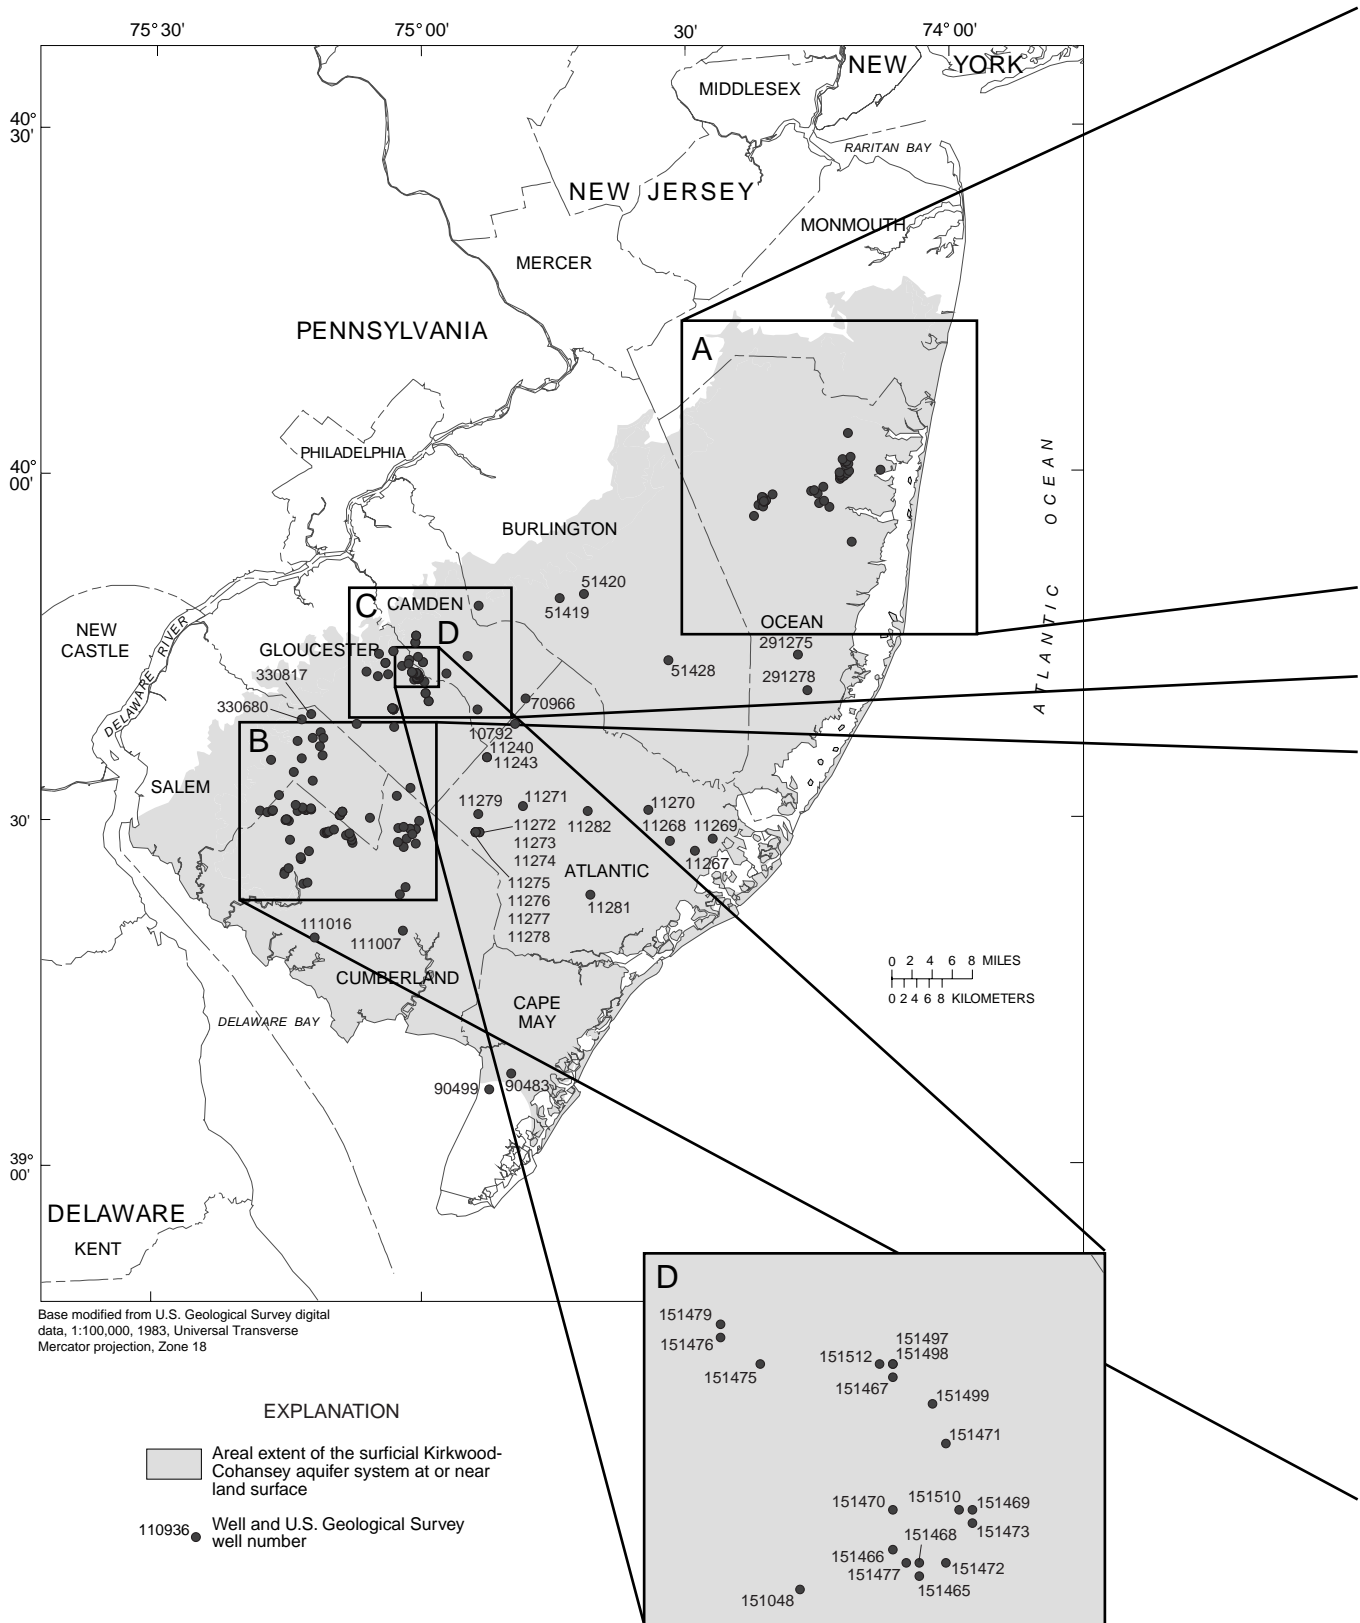 75° 30'
75° 00'
30'
74° 00'
NEW YORK
MIDDLESEX
40°
30'
RARITAN BAY
NEW JERSEY
MONMOUTH
MERCER
PENNSYLVANIA
A
PHILADELPHIA
40°
00'
ATLANTIC OCEAN
BURLINGTON
51420
51419
C
CAMDEN
D
OCEAN
291275
NEW
CASTLE
DELAWARE RIVER
GLOUCESTER
51428
291278
330817
330680
70966
10792
B
11240
11243
SALEM
11279
11271
11270
11282
11268
11269
30'
11272
11273
11274
11267
ATLANTIC
11275
11276
11277
11278
11281
111016
111007
CUMBERLAND
0 2 4 6 8 MILES
0 2 4 6 8 KILOMETERS
CAPE
MAY
DELAWARE BAY
90499
90483
39°
00'
DELAWARE
KENT
Base modified from U.S. Geological Survey digital
data, 1:100,000, 1983, Universal Transverse
Mercator projection, Zone 18
D
151479
151476
151475
151497
151512
151498
151467
151499
151471
151470
151510
151469
151473
151468
151466
151477
151472
151465
151048
EXPLANATION
Areal extent of the surficial Kirkwood-
Cohansey aquifer system at or near
land surface
110936
Well and U.S. Geological Survey
well number